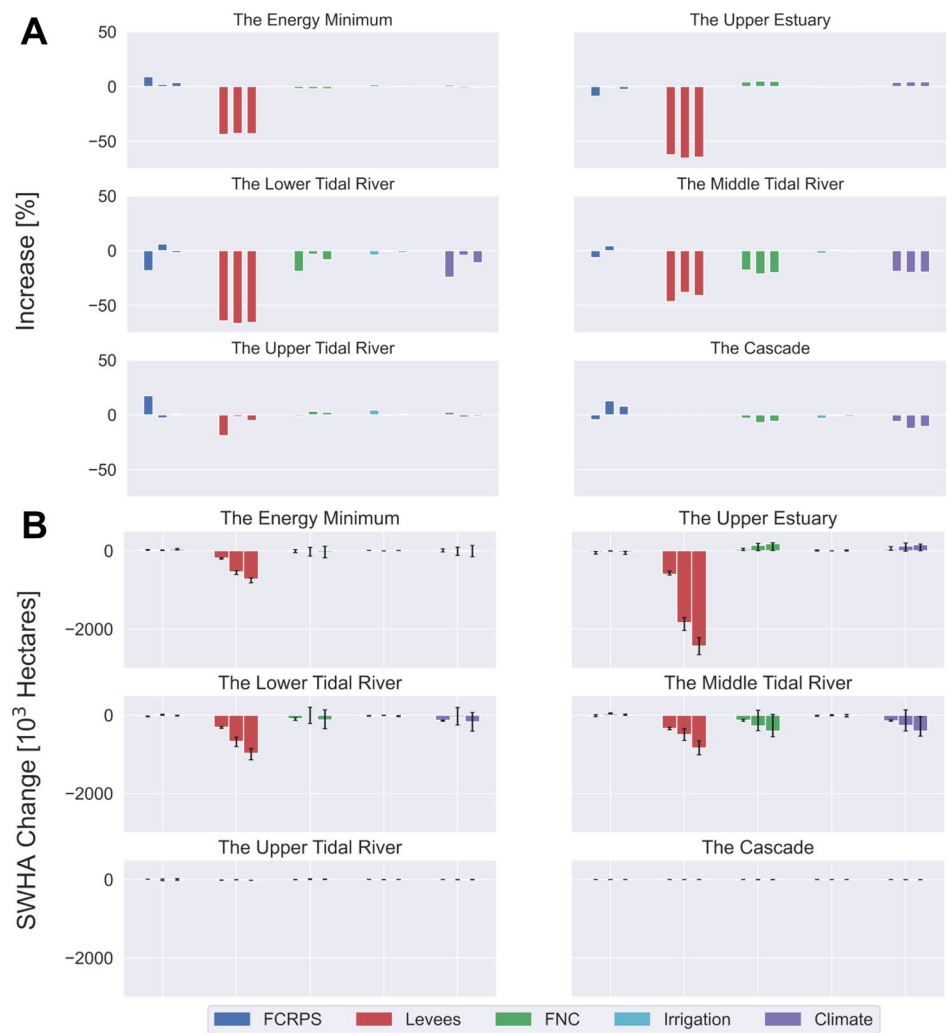 A
The Energy Minimum
The Upper Estuary
50
0
−50
The Lower Tidal River
The Middle Tidal River
50
0
−50
Increase [%]
The Upper Tidal River
The Cascade
50
0
−50
B
The Energy Minimum
The Upper Estuary
0
−2000
The Lower Tidal River
The Middle Tidal River
0
−2000
SWHA Change [10³ Hectares]
The Upper Tidal River
The Cascade
0
−2000
FCRPS Levees FNC Irrigation Climate